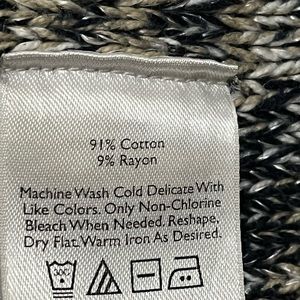 91% Cotton
9% Rayon
Machine Wash Cold Delicate With
Like Colors. Only Non-Chlorine
Bleach When Needed. Reshape,
Dry Flat. Warm Iron As Desired.